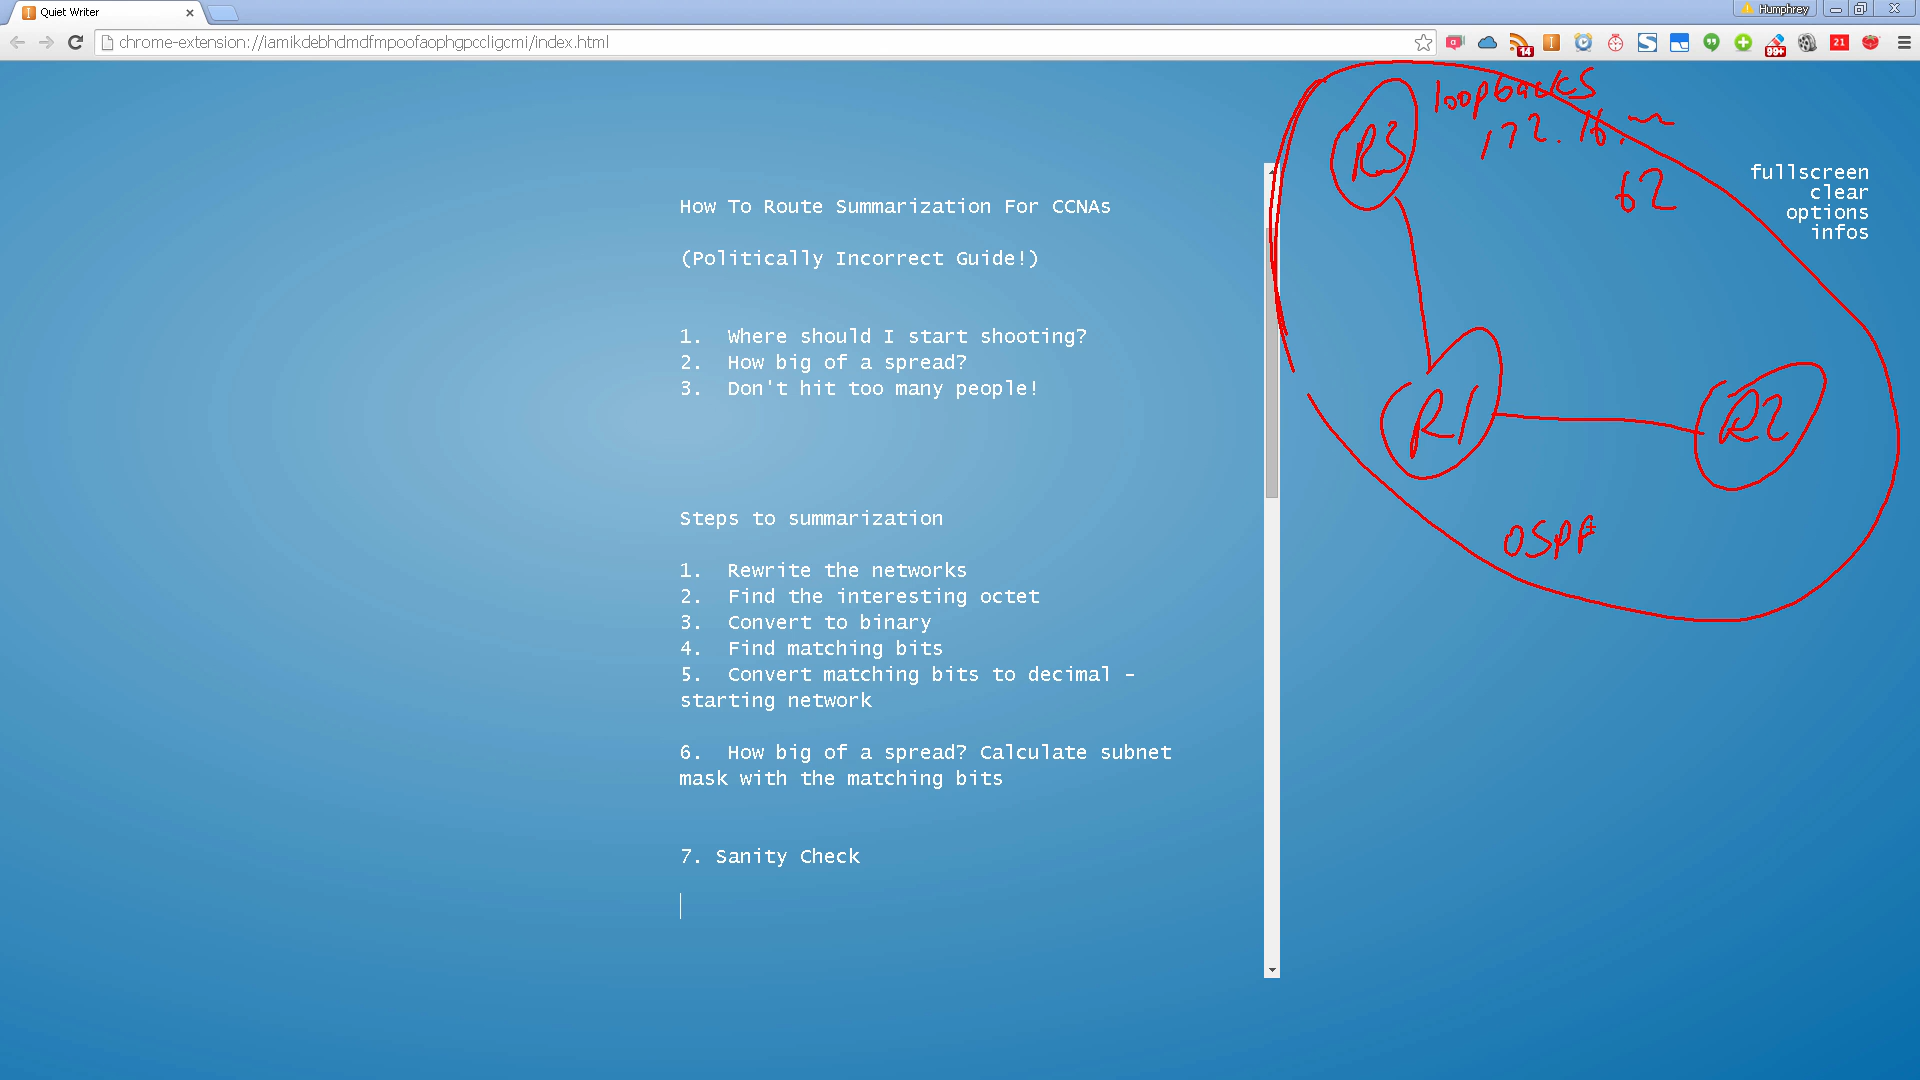 Quiet Writer
Humphrey
chrome-extension://iamikdebhdmdfmpoofaophgpccligcmi/index.html
14
99+
21
fullscreen
clear
options
infos
How To Route Summarization For CCNAs
(Politically Incorrect Guide!)
1. Where should I start shooting?
2. How big of a spread?
3. Don't hit too many people!
Steps to summarization
1. Rewrite the networks
2. Find the interesting octet
3. Convert to binary
4. Find matching bits
5. Convert matching bits to decimal -
starting network
6. How big of a spread? Calculate subnet
mask with the matching bits
7. Sanity Check
loopbacks
172.16.
62
R3
R1
R2
OSPF